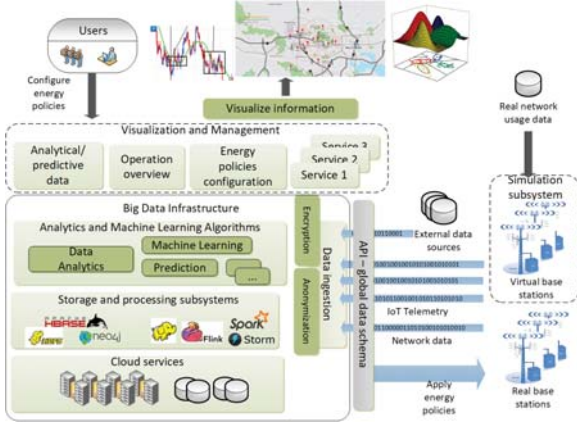 Users
Configure
energy
policies
Visualize information
Real network
usage data
Visualization and Management
Analytical/
predictive
data
Operation
overview
Energy
policies
configuration
Service 3
Service 2
Service 1
Simulation
subsystem
Virtual base
stations
Big Data Infrastructure
Analytics and Machine Learning Algorithms
Data
Analytics
Machine Learning
Prediction
...
Encryption
Anonymization
Data ingestion
API – global data schema
External data
sources
IoT Telemetry
Network data
Storage and processing subsystems
HBASE
neo4j
Flink
Spark
Storm
Cloud services
Apply
energy
policies
Real base
stations